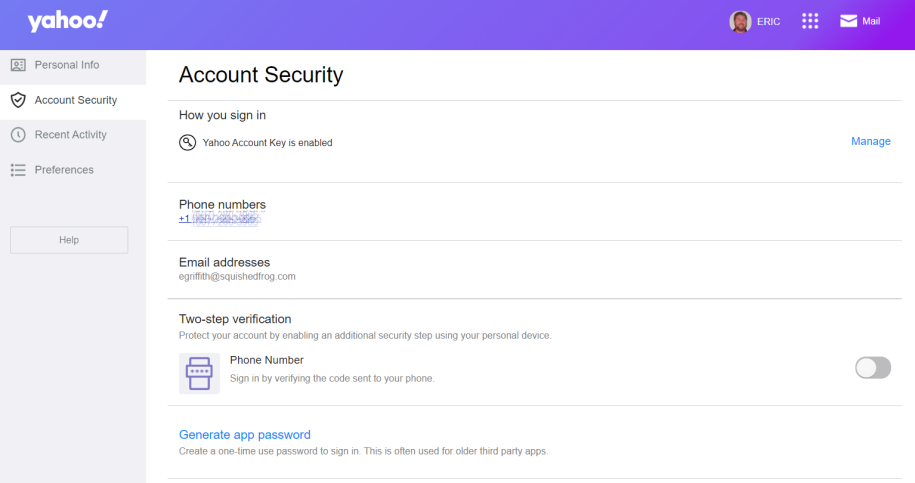 yahoo!
ERIC
Mail
Personal Info
Account Security
Recent Activity
Preferences
Help
Account Security
How you sign in
Yahoo Account Key is enabled
Manage
Phone numbers
+1
Email addresses
egriffith@squishedfrog.com
Two-step verification
Protect your account by enabling an additional security step using your personal device.
Phone Number
Sign in by verifying the code sent to your phone.
Generate app password
Create a one-time use password to sign in. This is often used for older third party apps.